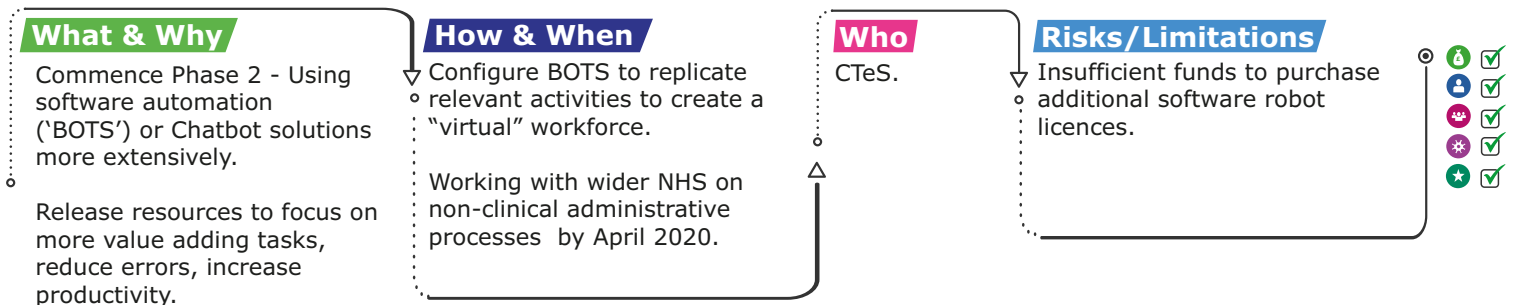 What & Why
Commence Phase 2 - Using
software automation
(‘BOTS’) or Chatbot solutions
more extensively.
Release resources to focus on
more value adding tasks,
reduce errors, increase
productivity.
How & When
Configure BOTS to replicate
relevant activities to create a
“virtual” workforce.
Working with wider NHS on
non-clinical administrative
processes  by April 2020.
Who
CTeS.
Risks/Limitations
Insufficient funds to purchase
additional software robot
licences.